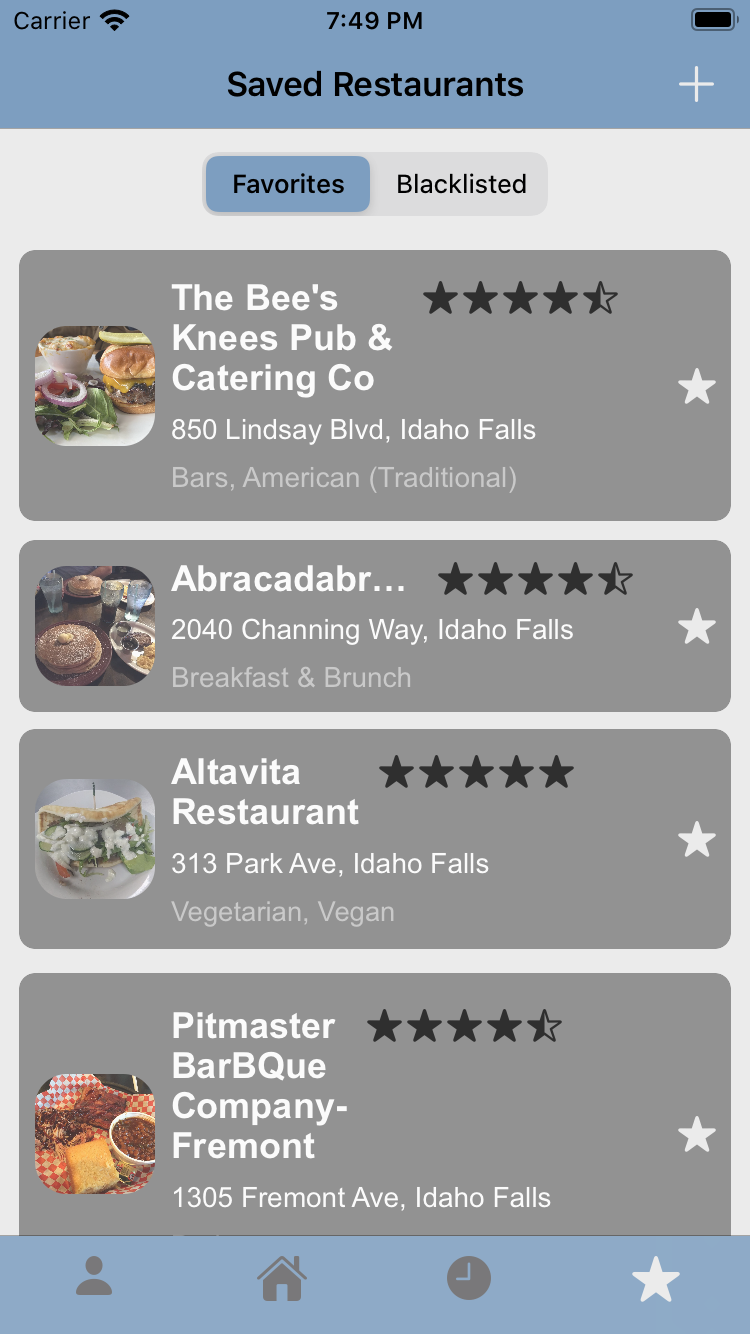 Carrier 7:49 PM
Saved Restaurants
Favorites Blacklisted
The Bee's
Knees Pub &
Catering Co
850 Lindsay Blvd, Idaho Falls
Bars, American (Traditional)
Abracadabr...
2040 Channing Way, Idaho Falls
Breakfast & Brunch
Altavita
Restaurant
313 Park Ave, Idaho Falls
Vegetarian, Vegan
Pitmaster
BarBQue
Company-
Fremont
1305 Fremont Ave, Idaho Falls